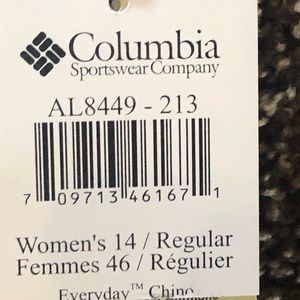 Columbia
Sportswear Company
AL8449 - 213
7 09713 46167 1
Women's 14 / Regular
Femmes 46 / Régulier
Everyday™ Chino